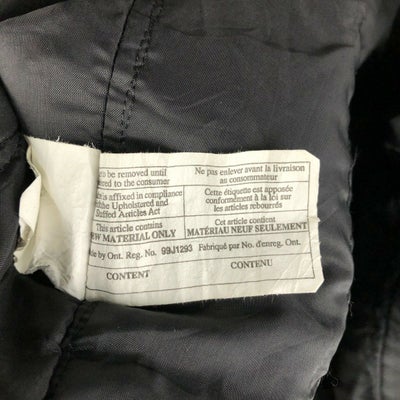 be removed until
to the consumer
Ne pas enlever avant la livraison
au consommateur
is affixed in compliance
the Upholstered and
Stuffed Articles Act
Cette étiquette est apposée
conformément à la loi sur
les articles rembourrés
This article contains
NEW MATERIAL ONLY
Cet article contient
MATÉRIAU NEUF SEULEMENT
by Ont. Reg. No. 99J1293 Fabriqué par No. d'enreg. Ont.
CONTENT
CONTENU